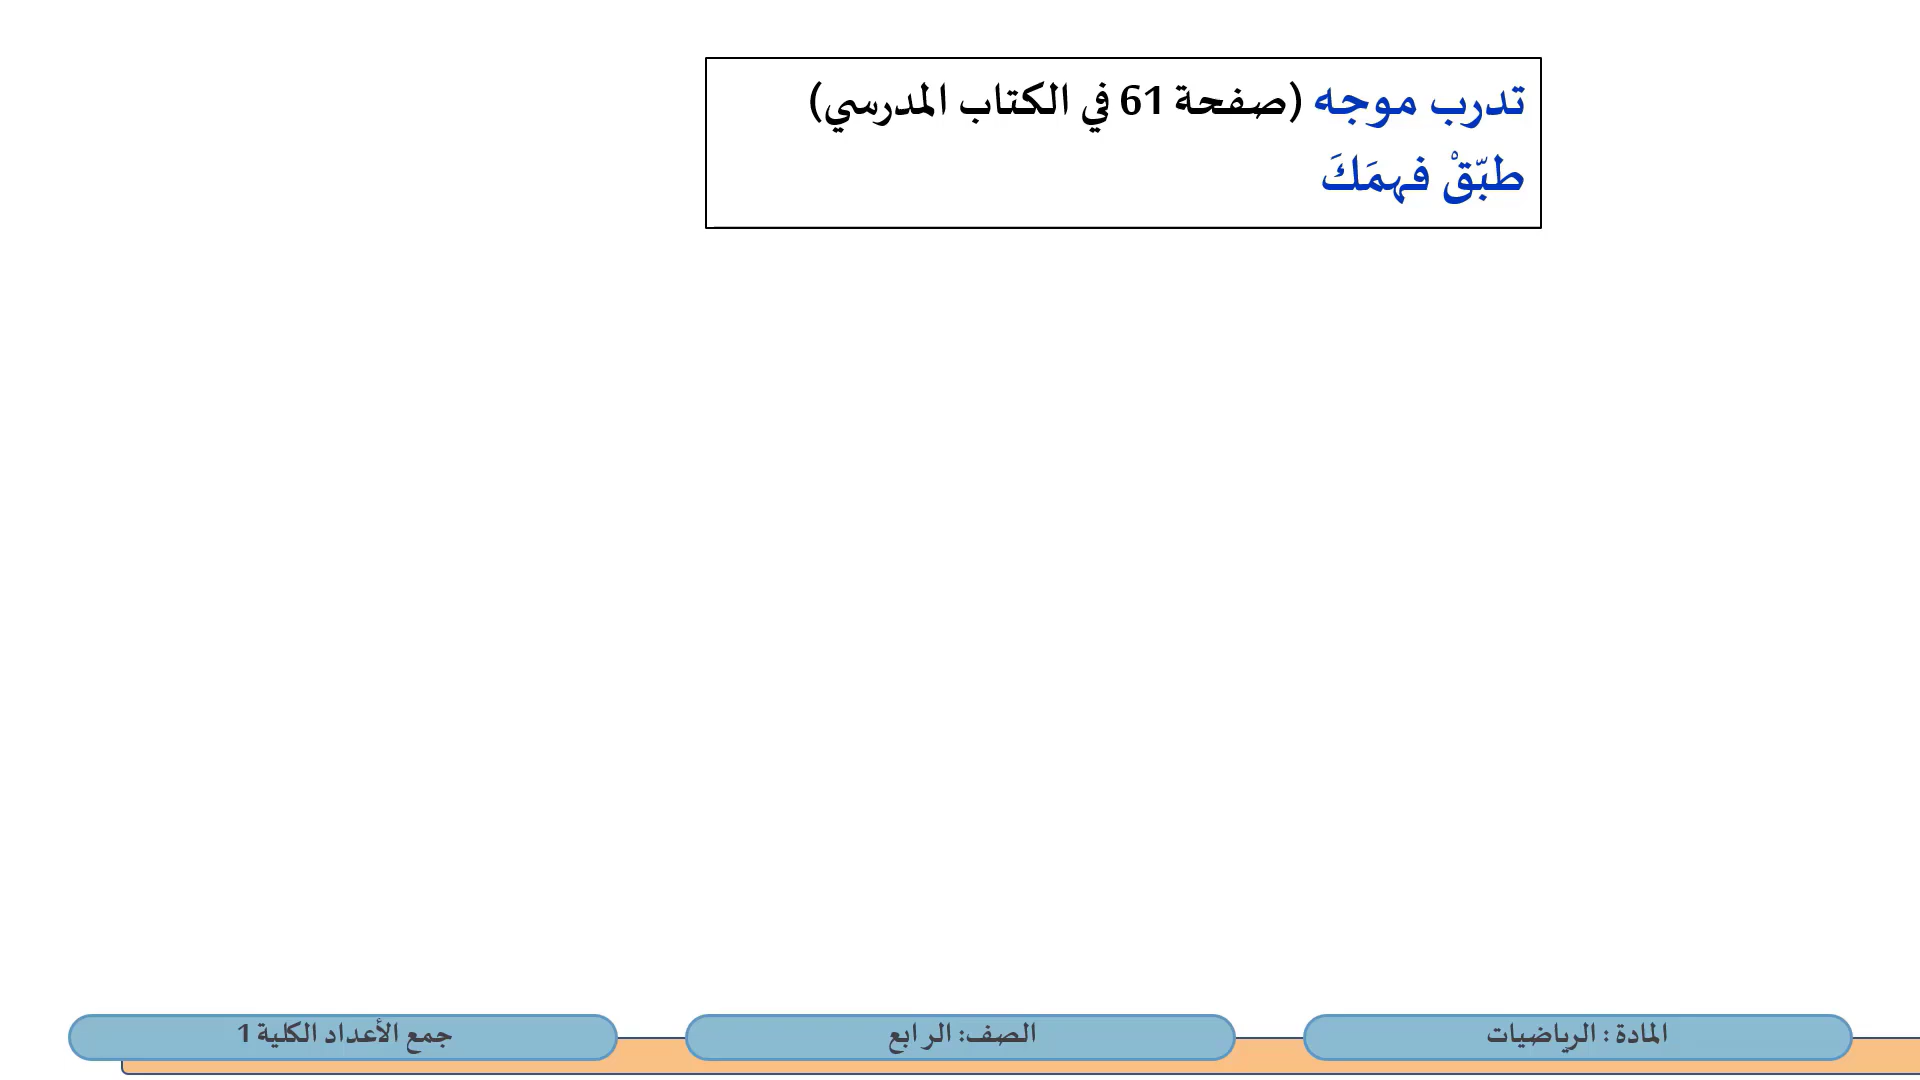 تدرب موجه (صفحة 61 في الكتاب المدرسي)
طبّقْ فهمَكَ
المادة : الرياضيات
الصف: الرابع
جمع الأعداد الكلية 1